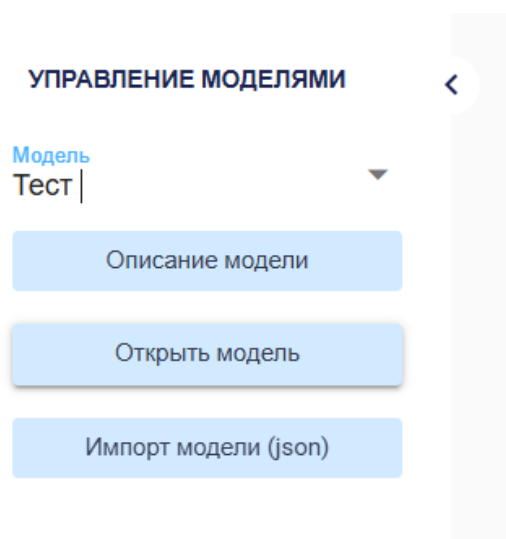 УПРАВЛЕНИЕ МОДЕЛЯМИ
Модель
Тест
Описание модели
Открыть модель
Импорт модели (json)